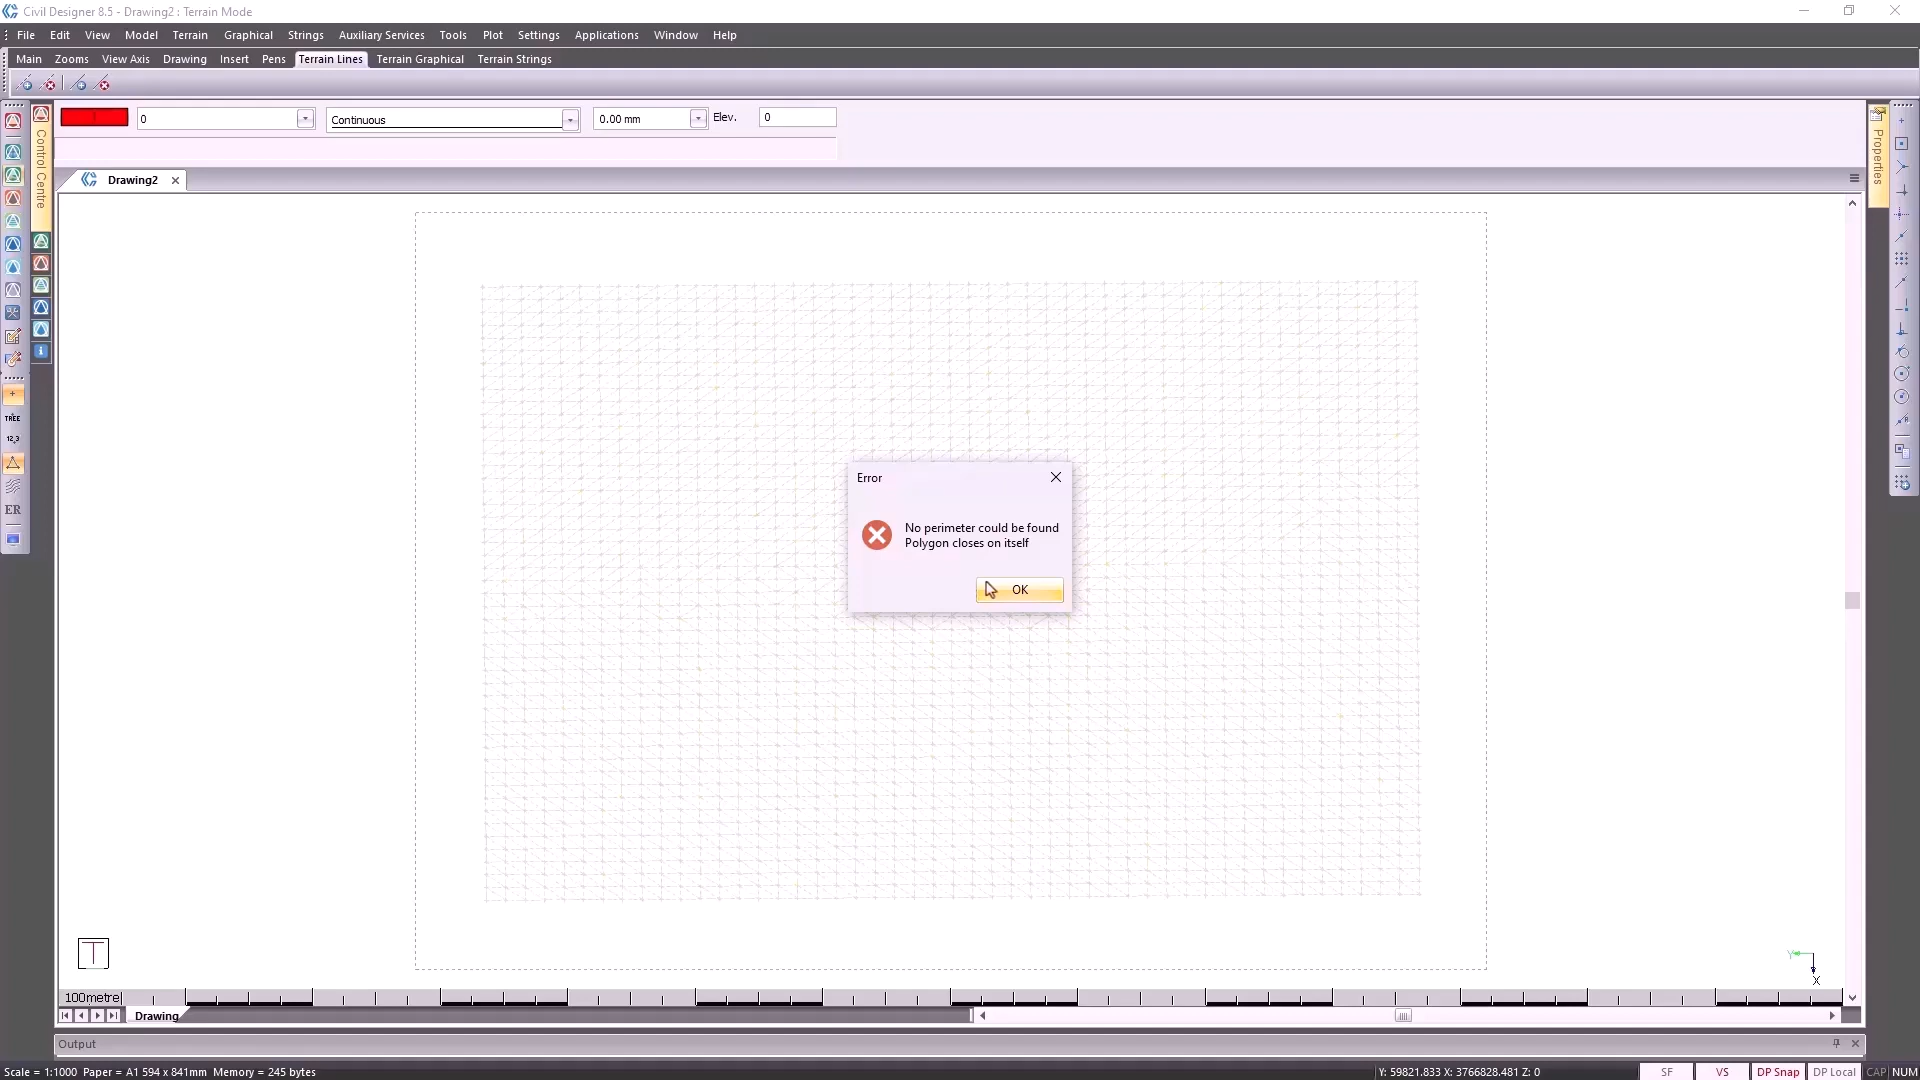 Civil Designer 8.5 - Drawing2 : Terrain Mode
File Edit View Model Terrain Graphical Strings Auxiliary Services Tools Plot Settings Applications Window Help
Main Zooms View Axis Drawing Insert Pens Terrain Lines Terrain Graphical Terrain Strings
0 Continuous 0.00 mm Elev. 0
Control Centre
Properties
Drawing2
TREE
12,3
ER
Error
No perimeter could be found
Polygon closes on itself
OK
T
Y
X
100metre
Drawing
Output
Scale = 1:1000 Paper = A1 594 x 841mm Memory = 245 bytes Y: 59821.833 X: 3766828.481 Z: 0 SF VS DP Snap DP Local CAP NUM